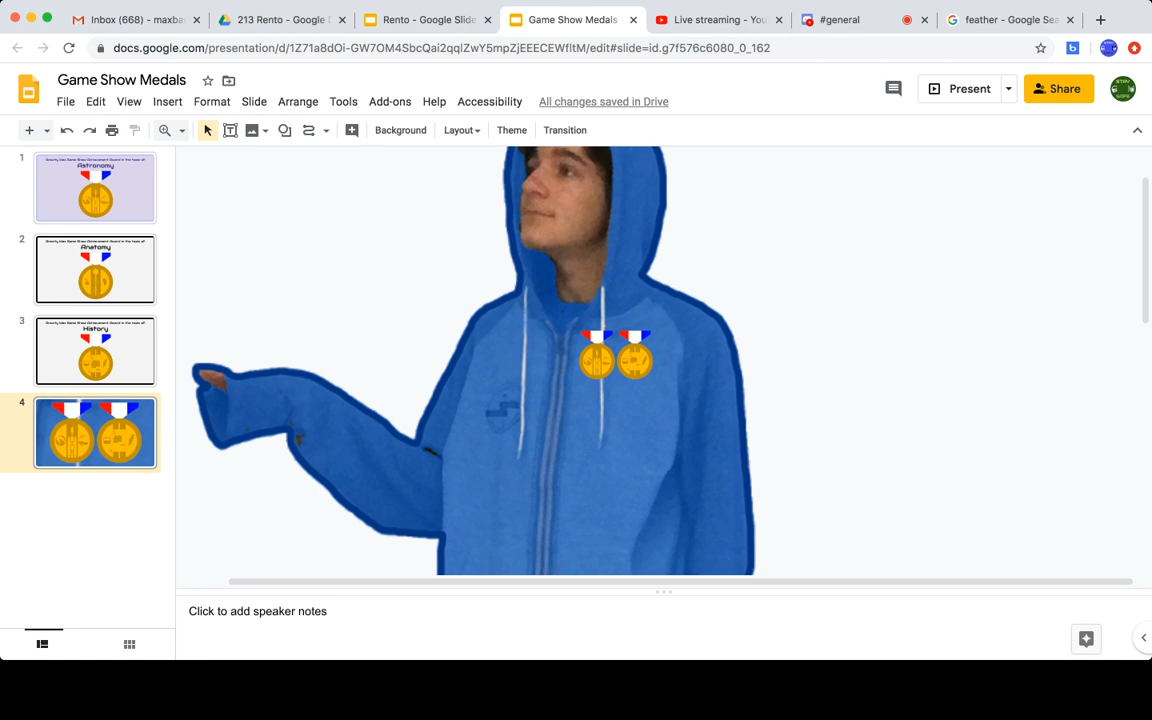 Inbox (668) - maxba
213 Rento - Google
Rento - Google Slide
Game Show Medals
Live streaming - You
#general
feather - Google Sea
docs.google.com/presentation/d/1Z71a8dOi-GW7OM4SbcQai2qqlZwY5mpZjEEECEWfltM/edit#slide=id.g7f576c6080_0_162
Game Show Medals
File Edit View Insert Format Slide Arrange Tools Add-ons Help Accessibility All changes saved in Drive
Present
Share
Background Layout Theme Transition
1
Astronomy
2
Anatomy
3
History
4
Click to add speaker notes